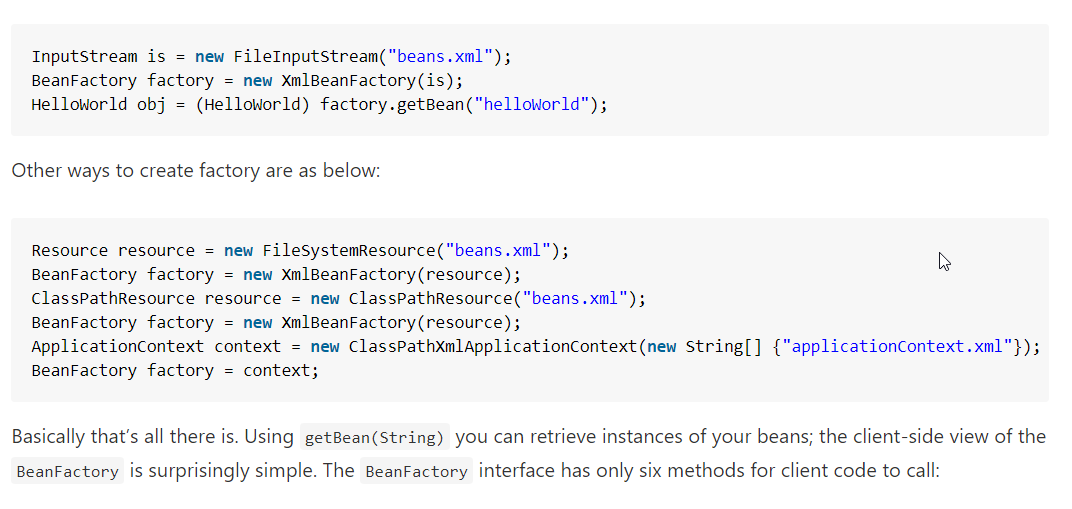 InputStream is = new FileInputStream("beans.xml");
BeanFactory factory = new XmlBeanFactory(is);
HelloWorld obj = (HelloWorld) factory.getBean("helloWorld");
Other ways to create factory are as below:
Resource resource = new FileSystemResource("beans.xml");
BeanFactory factory = new XmlBeanFactory(resource);
ClassPathResource resource = new ClassPathResource("beans.xml");
BeanFactory factory = new XmlBeanFactory(resource);
ApplicationContext context = new ClassPathXmlApplicationContext(new String[] {"applicationContext.xml"});
BeanFactory factory = context;
Basically that’s all there is. Using getBean(String) you can retrieve instances of your beans; the client-side view of the
BeanFactory is surprisingly simple. The BeanFactory interface has only six methods for client code to call: